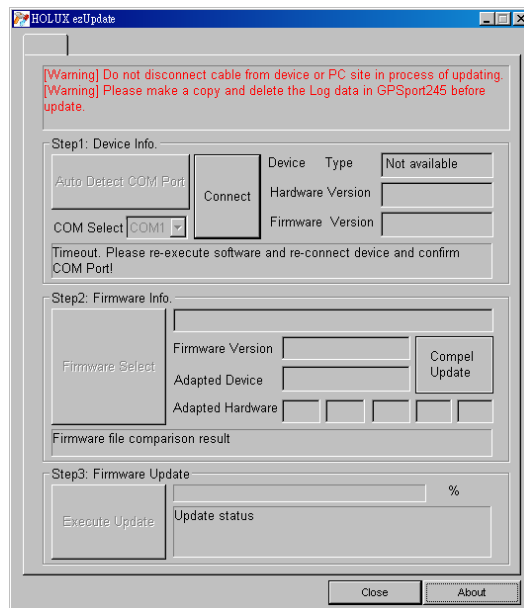 HOLUX ezUpdate
[Warning] Do not disconnect cable from device or PC site in process of updating.
[Warning] Please make a copy and delete the Log data in GPSport245 before
update.
Step1: Device Info.
Auto Detect COM Port
Connect
Device Type
Not available
Hardware Version
Firmware Version
COM Select
COM1
Timeout. Please re-execute software and re-connect device and confirm
COM Port!
Step2: Firmware Info.
Firmware Select
Firmware Version
Adapted Device
Adapted Hardware
Compel
Update
Firmware file comparison result
Step3: Firmware Update
Execute Update
%
Update status
Close
About